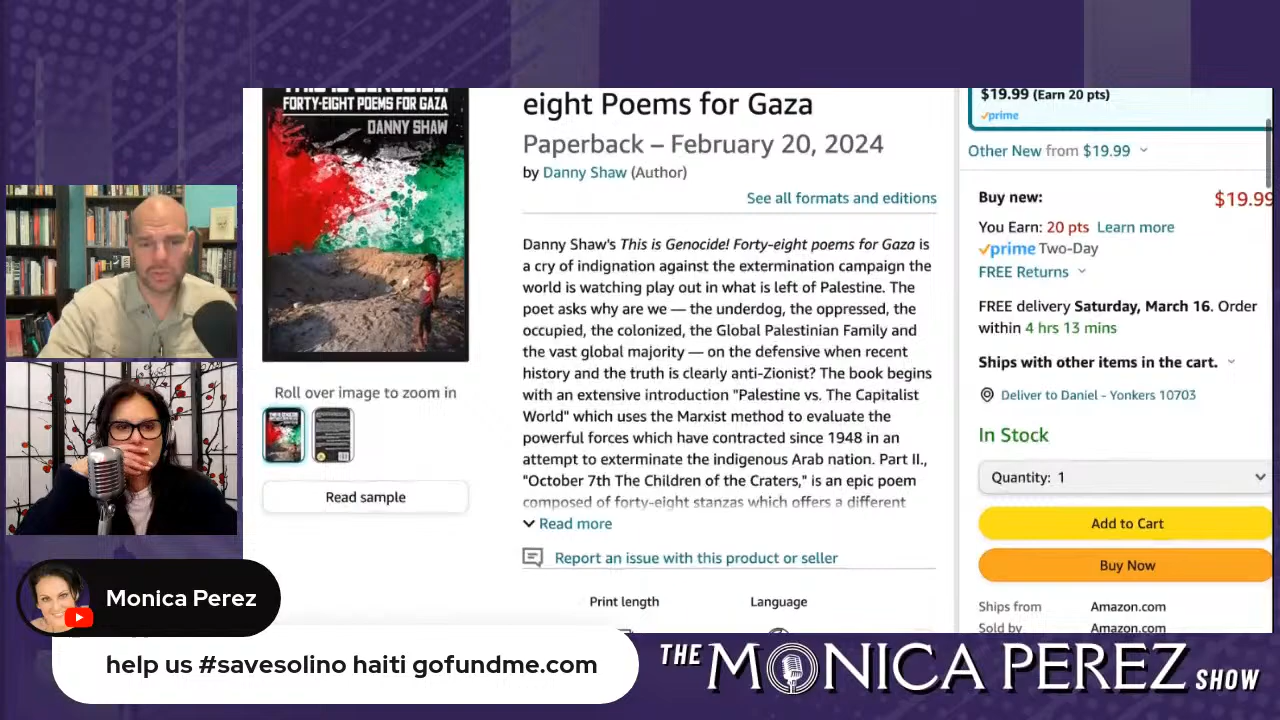 THIS IS GENOCIDE!
FORTY-EIGHT POEMS FOR GAZA
DANNY SHAW
Roll over image to zoom in
Read sample
eight Poems for Gaza
Paperback – February 20, 2024
by Danny Shaw (Author)
See all formats and editions
Danny Shaw's This is Genocide! Forty-eight poems for Gaza is
a cry of indignation against the extermination campaign the
world is watching play out in what is left of Palestine. The
poet asks why are we — the underdog, the oppressed, the
occupied, the colonized, the Global Palestinian Family and
the vast global majority — on the defensive when recent
history and the truth is clearly anti-Zionist? The book begins
with an extensive introduction "Palestine vs. The Capitalist
World" which uses the Marxist method to evaluate the
powerful forces which have contracted since 1948 in an
attempt to exterminate the indigenous Arab nation. Part II.,
"October 7th The Children of the Craters," is an epic poem
composed of forty-eight stanzas which offers a different
Read more
Report an issue with this product or seller
Print length
Language
$19.99 (Earn 20 pts)
prime
Other New from $19.99
Buy new:
$19.99
You Earn: 20 pts Learn more
prime Two-Day
FREE Returns
FREE delivery Saturday, March 16. Order
within 4 hrs 13 mins
Ships with other items in the cart.
Deliver to Daniel - Yonkers 10703
In Stock
Quantity: 1
Add to Cart
Buy Now
Ships from Amazon.com
Sold by Amazon.com
Monica Perez
help us #savesolino haiti gofundme.com
THE MONICA PEREZ SHOW